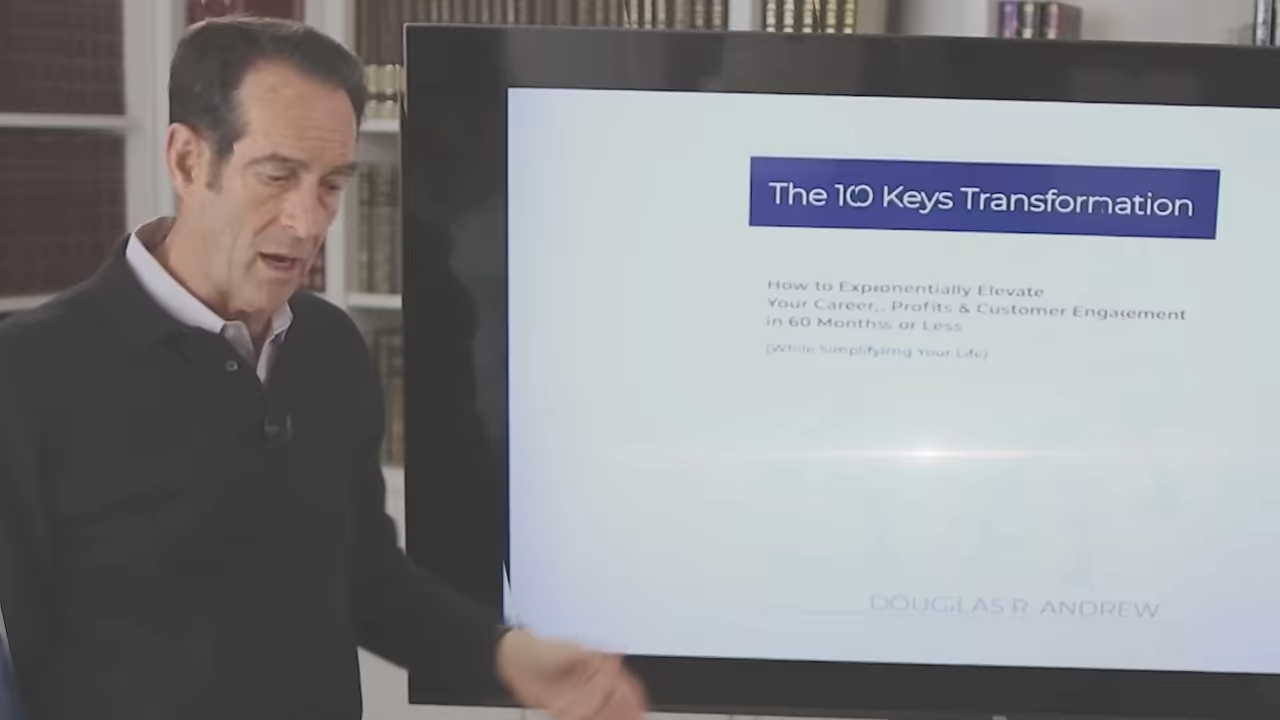 The 10 Keys Transformation
How to Exponentially Elevate
Your Career, Profits & Customer Engagement
in 60 Months or Less
(While Simplifying Your Life)
DOUGLAS R. ANDREW